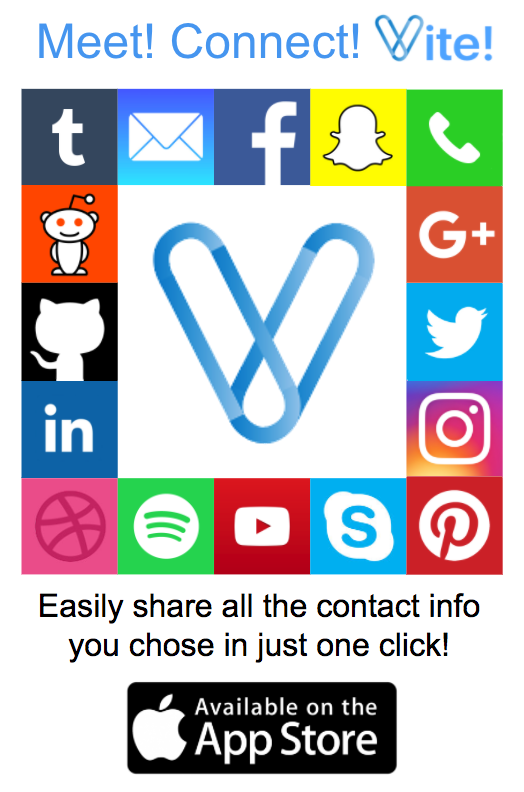 Meet! Connect! Vite!
t
f
G+
in
S
Easily share all the contact info
you chose in just one click!
Available on the
App Store